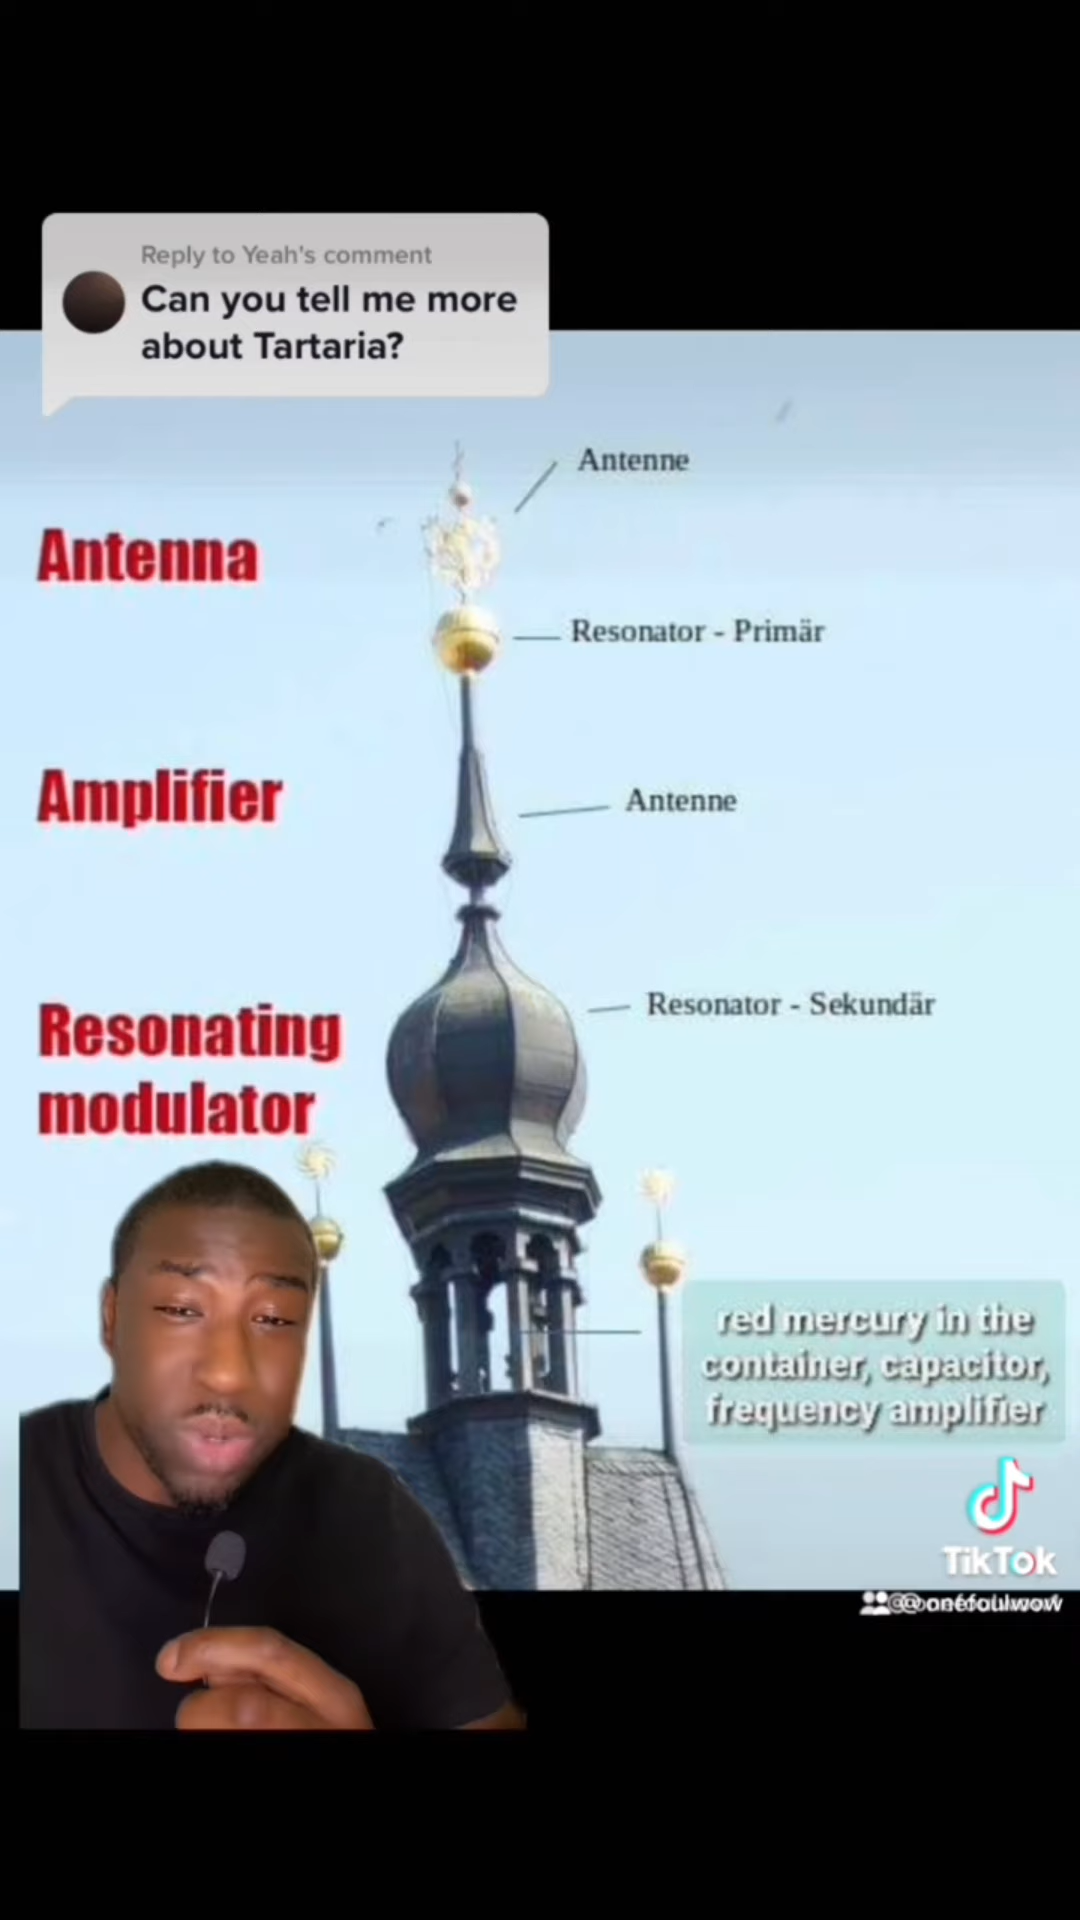 Reply to Yeah's comment
Can you tell me more
about Tartaria?
Antenne
Antenna
Resonator - Primär
Amplifier
Antenne
Resonating
modulator
Resonator - Sekundär
red mercury in the
container, capacitor,
frequency amplifier
TikTok